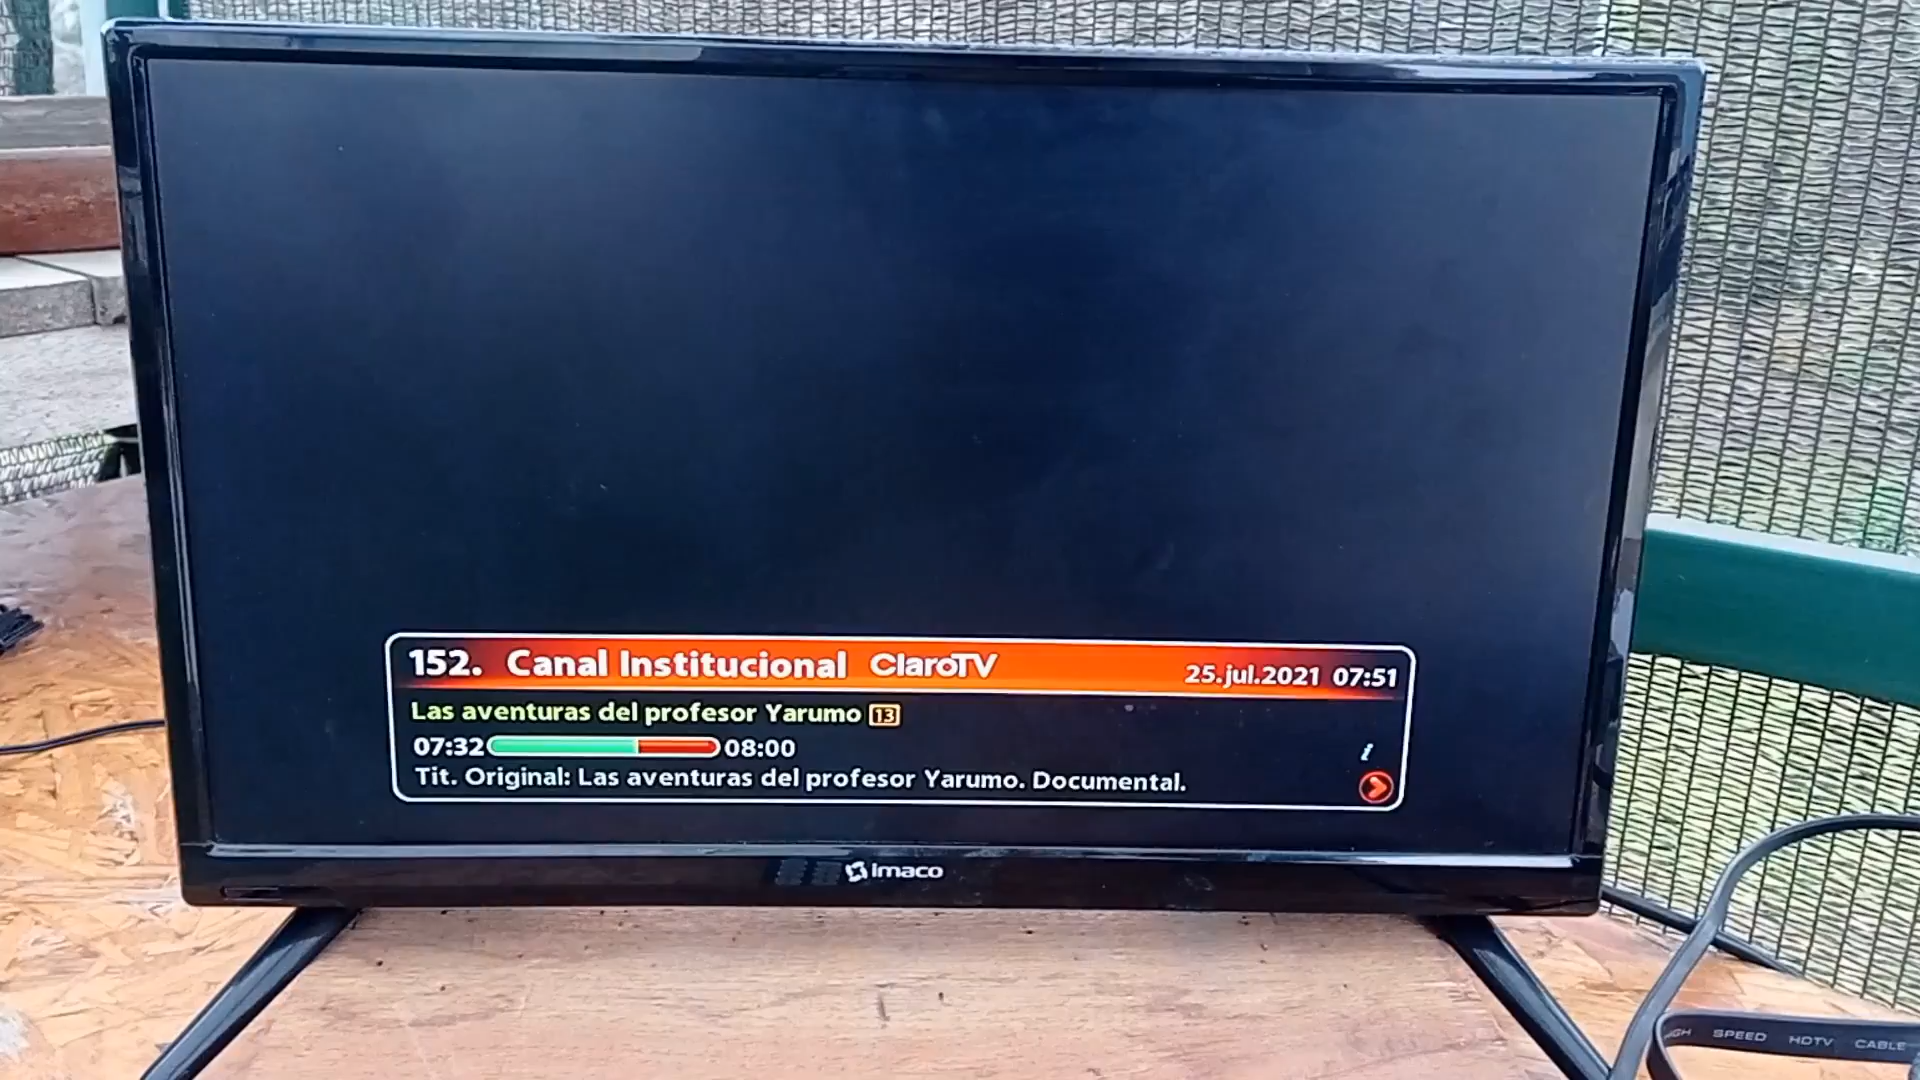 152. Canal Institucional ClaroTV 25.jul.2021 07:51
Las aventuras del profesor Yarumo 13
07:32 08:00
i
Tit. Original: Las aventuras del profesor Yarumo. Documental.
imaco
HIGH SPEED HDTV CABLE